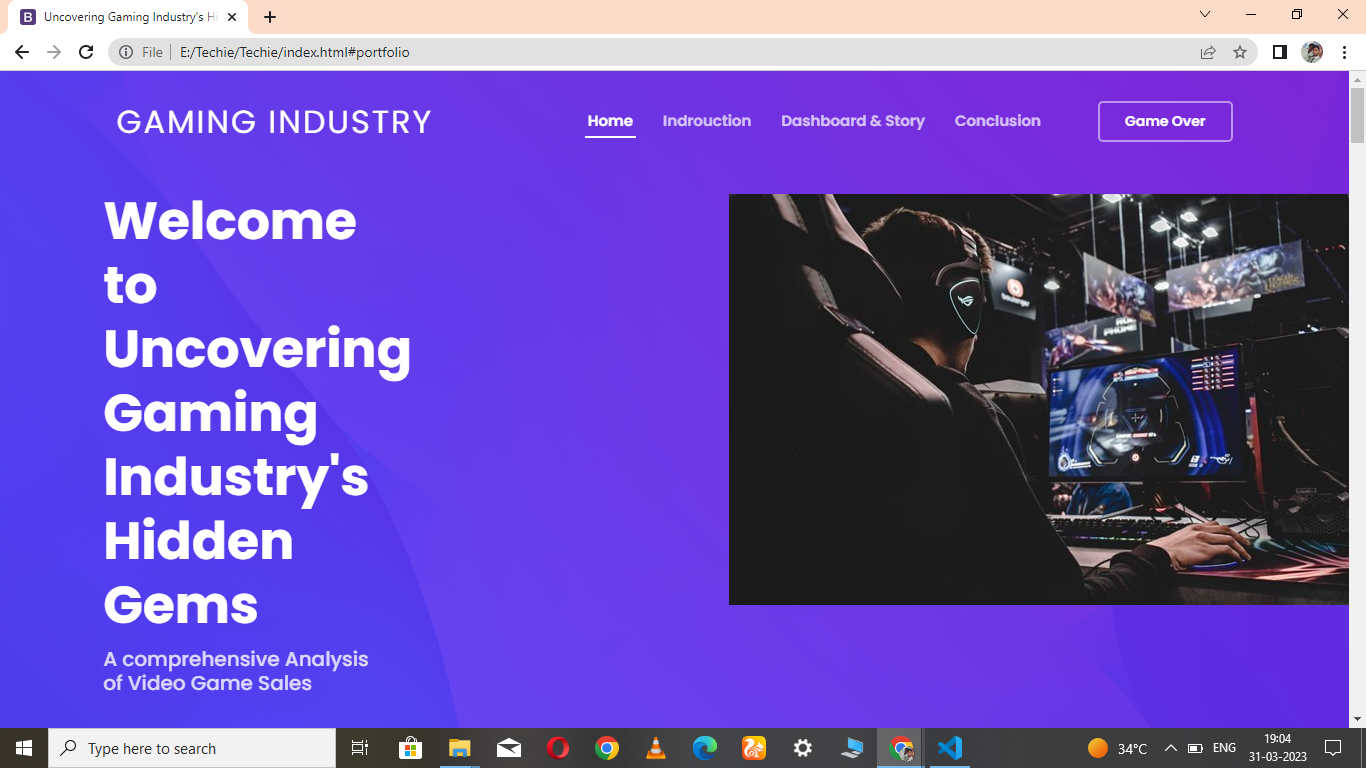 Uncovering Gaming Industry's Hi
File
E:/Techie/Techie/index.html#portfolio
GAMING INDUSTRY
Home
Indrouction
Dashboard & Story
Conclusion
Game Over
Welcome
to
Uncovering
Gaming
Industry's
Hidden
Gems
A comprehensive Analysis
of Video Game Sales
Type here to search
34°C
ENG
19:04
31-03-2023